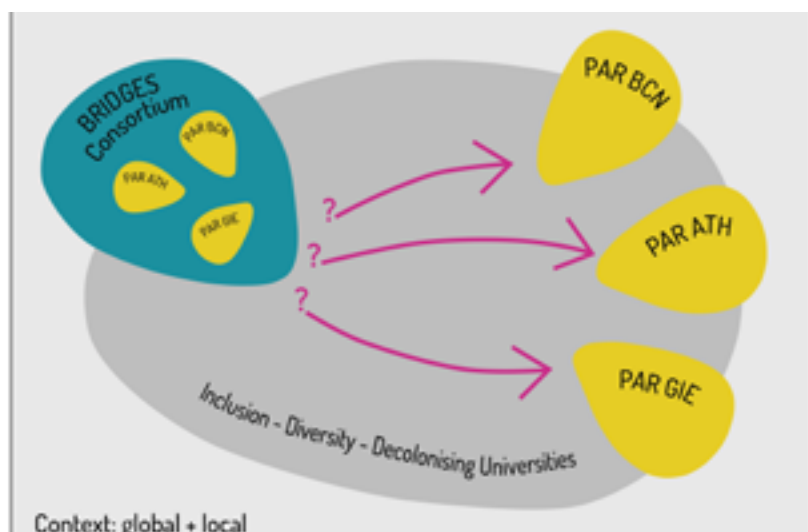 BRIDGES
Consortium
PAR BCN
PAR ATH
PAR GIE
PAR BCN
PAR ATH
PAR GIE
?
?
?
Inclusion - Diversity - Decolonising Universities
Context: global + local